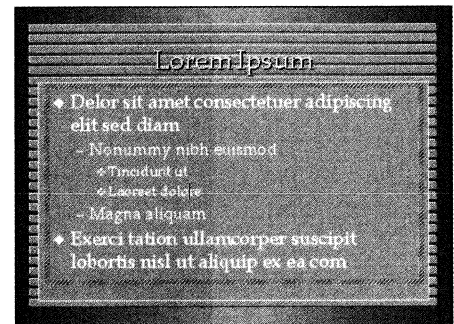 Lorem Ipsum
◆ Delor sit amet consectetuer adipiscing
elit sed diam
– Nonummy nibh euismod
❖Tincidunt ut
❖Laoreet dolore
– Magna aliquam
◆ Exerci tation ullamcorper suscipit
lobortis nisl ut aliquip ex ea com